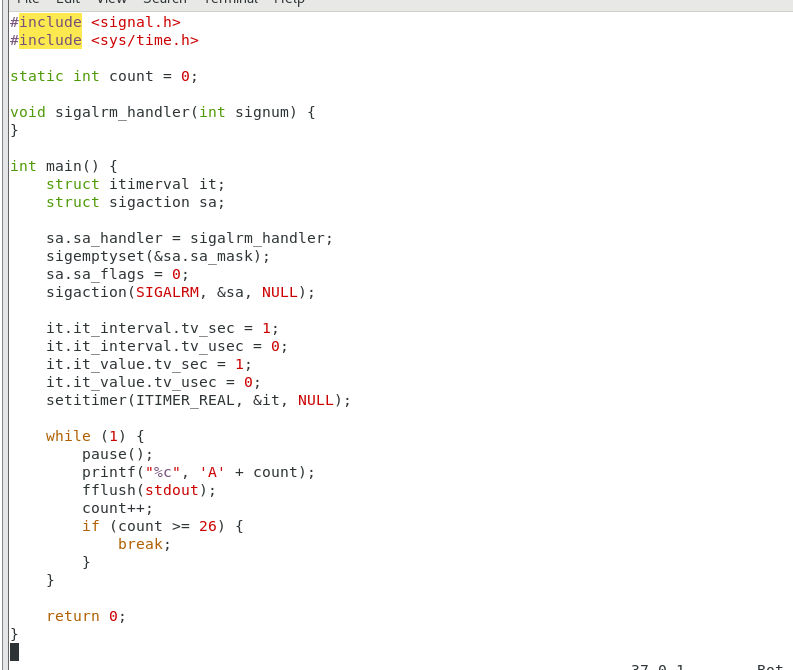 File Edit View Search Terminal Help
#include <signal.h>
#include <sys/time.h>

static int count = 0;

void sigalrm_handler(int signum) {
}

int main() {
    struct itimerval it;
    struct sigaction sa;

    sa.sa_handler = sigalrm_handler;
    sigemptyset(&sa.sa_mask);
    sa.sa_flags = 0;
    sigaction(SIGALRM, &sa, NULL);

    it.it_interval.tv_sec = 1;
    it.it_interval.tv_usec = 0;
    it.it_value.tv_sec = 1;
    it.it_value.tv_usec = 0;
    setitimer(ITIMER_REAL, &it, NULL);

    while (1) {
        pause();
        printf("%c", 'A' + count);
        fflush(stdout);
        count++;
        if (count >= 26) {
            break;
        }
    }

    return 0;
}
37,0-1 Bot